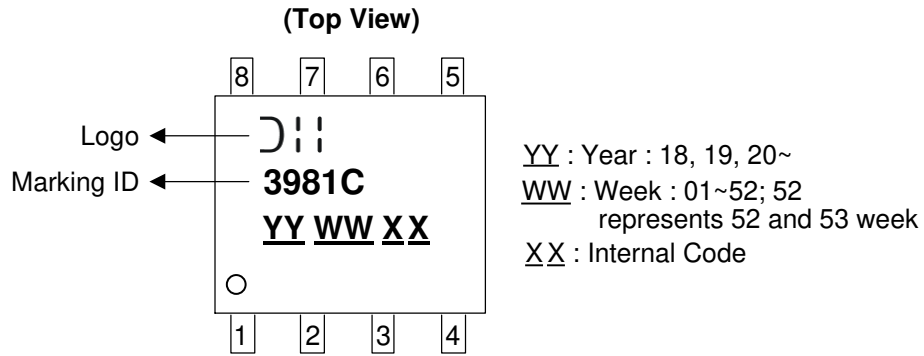 (Top View)
8 7 6 5
Logo
Marking ID
3981C
YY WW XX
1 2 3 4
YY : Year : 18, 19, 20~
WW : Week : 01~52; 52
represents 52 and 53 week
XX : Internal Code